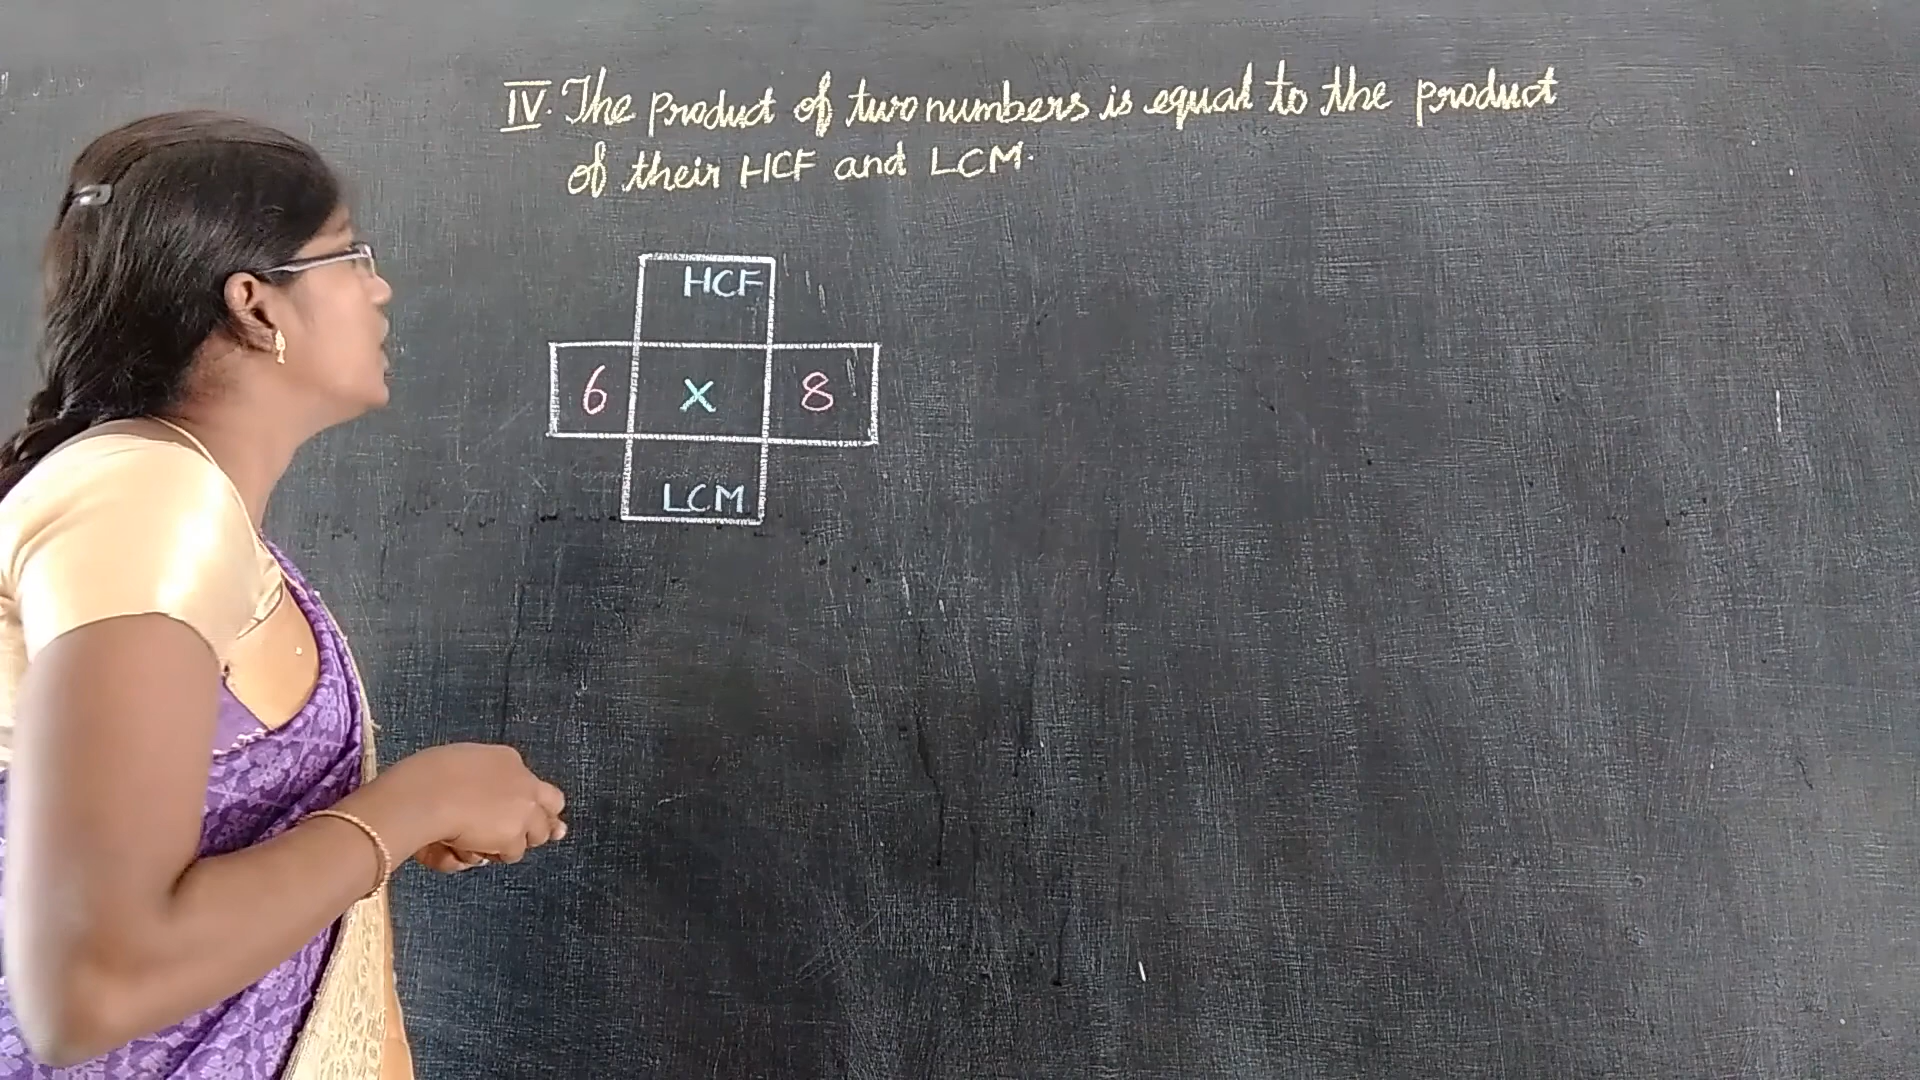 IV. The product of two numbers is equal to the product
of their HCF and LCM.
HCF
6 x 8
LCM